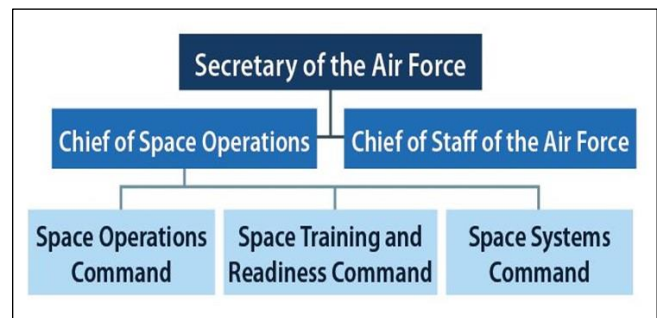 Secretary of the Air Force
Chief of Space Operations
Chief of Staff of the Air Force
Space Operations
Command
Space Training and
Readiness Command
Space Systems
Command